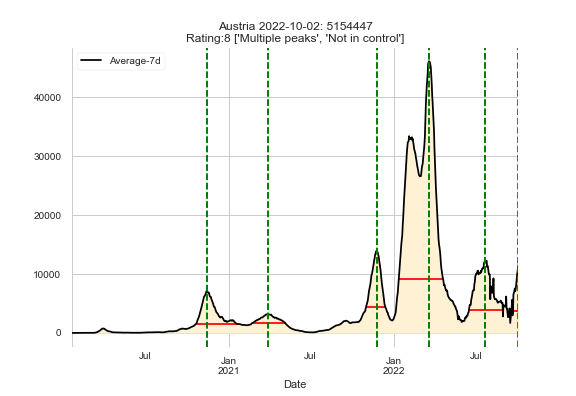 Austria 2022-10-02: 5154447
Rating:8 ['Multiple peaks', 'Not in control']
Average-7d
40000
30000
20000
10000
0
Jul
Jan
2021
Jul
Jan
2022
Jul
Date